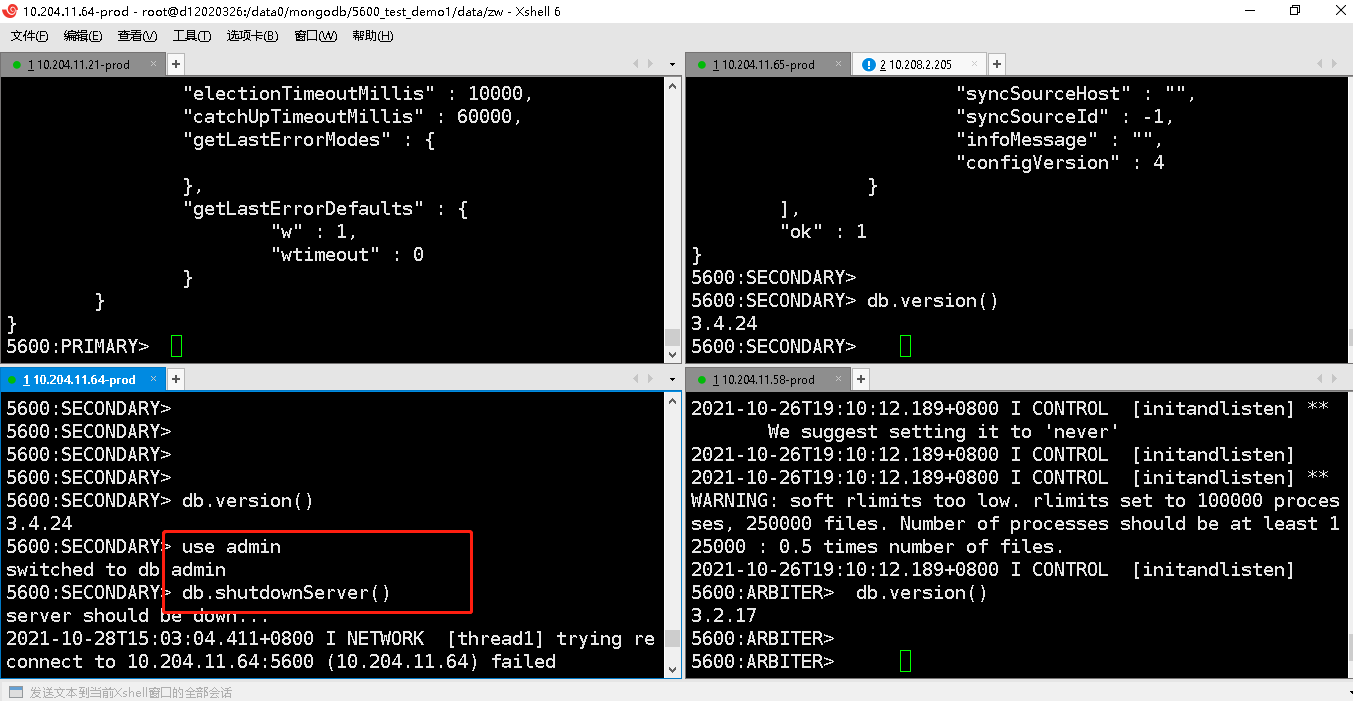 10.204.11.64-prod - root@d12020326:/data0/mongodb/5600_test_demo1/data/zw - Xshell 6
文件(F) 编辑(E) 查看(V) 工具(T) 选项卡(B) 窗口(W) 帮助(H)
1 10.204.11.21-prod × +
"electionTimeoutMillis" : 10000,
"catchUpTimeoutMillis" : 60000,
"getLastErrorModes" : {
},
"getLastErrorDefaults" : {
"w" : 1,
"wtimeout" : 0
}
}
}
5600:PRIMARY>
1 10.204.11.65-prod × 2 10.208.2.205 × +
"syncSourceHost" : "",
"syncSourceId" : -1,
"infoMessage" : "",
"configVersion" : 4
}
],
"ok" : 1
}
5600:SECONDARY>
5600:SECONDARY> db.version()
3.4.24
5600:SECONDARY>
1 10.204.11.64-prod × +
5600:SECONDARY>
5600:SECONDARY>
5600:SECONDARY>
5600:SECONDARY>
5600:SECONDARY> db.version()
3.4.24
5600:SECONDARY> use admin
switched to db admin
5600:SECONDARY> db.shutdownServer()
server should be down...
2021-10-28T15:03:04.411+0800 I NETWORK  [thread1] trying re
connect to 10.204.11.64:5600 (10.204.11.64) failed
1 10.204.11.58-prod × +
2021-10-26T19:10:12.189+0800 I CONTROL  [initandlisten] **
We suggest setting it to 'never'
2021-10-26T19:10:12.189+0800 I CONTROL  [initandlisten]
2021-10-26T19:10:12.189+0800 I CONTROL  [initandlisten] **
WARNING: soft rlimits too low. rlimits set to 100000 proces
ses, 250000 files. Number of processes should be at least 1
25000 : 0.5 times number of files.
2021-10-26T19:10:12.189+0800 I CONTROL  [initandlisten]
5600:ARBITER>  db.version()
3.2.17
5600:ARBITER>
5600:ARBITER>
发送文本到当前Xshell窗口的全部会话